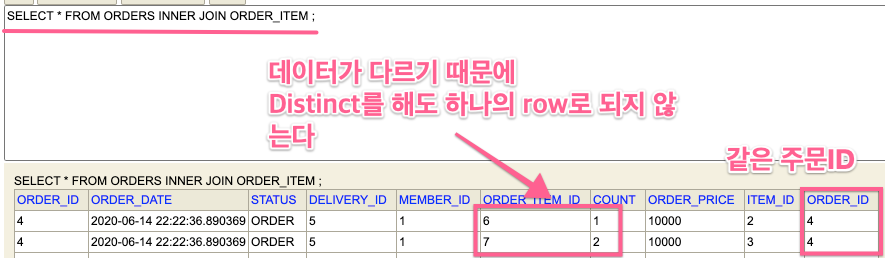 SELECT * FROM ORDERS INNER JOIN ORDER_ITEM ;
데이터가 다르기 때문에
Distinct를 해도 하나의 row로 되지 않
는다
같은 주문ID
SELECT * FROM ORDERS INNER JOIN ORDER_ITEM ;
ORDER_ID ORDER_DATE STATUS DELIVERY_ID MEMBER_ID ORDER_ITEM_ID COUNT ORDER_PRICE ITEM_ID ORDER_ID
4 2020-06-14 22:22:36.890369 ORDER 5 1 6 1 10000 2 4
4 2020-06-14 22:22:36.890369 ORDER 5 1 7 2 10000 3 4